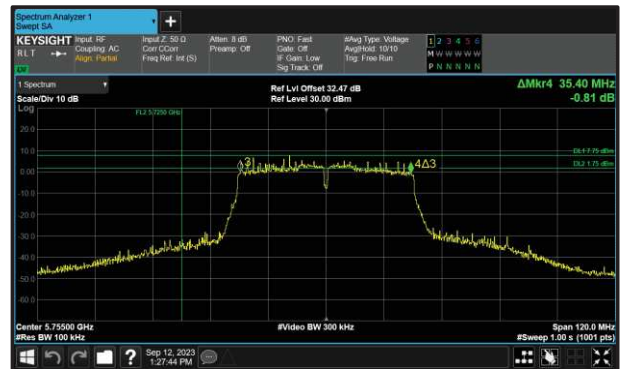 Spectrum Analyzer 1
Swept SA
+
KEYSIGHT Input: RF Input Z: 50 Ω Atten: 8 dB PNO: Fast #Avg Type: Voltage 1 2 3 4 5 6
RLT Coupling: AC Corr CCorr Preamp: Off Gate: Off Avg|Hold: 10/10 M W W W W W
Align: Partial Freq Ref: Int (S) IF Gain: Low Trig: Free Run
Sig Track: Off P N N N N N
1 Spectrum Ref Lvl Offset 32.47 dB ΔMkr4 35.40 MHz
Scale/Div 10 dB Ref Level 30.00 dBm -0.81 dB
Log
FL2 5.7250 GHz
20.0
10.0
DL1 7.75 dBm
3 4Δ3
DL2 1.75 dBm
0.00
-10.0
-20.0
-30.0
-40.0
-50.0
-60.0
Center 5.75500 GHz #Video BW 300 kHz Span 120.0 MHz
#Res BW 100 kHz #Sweep 1.00 s (1001 pts)
? Sep 12, 2023
1:27:44 PM